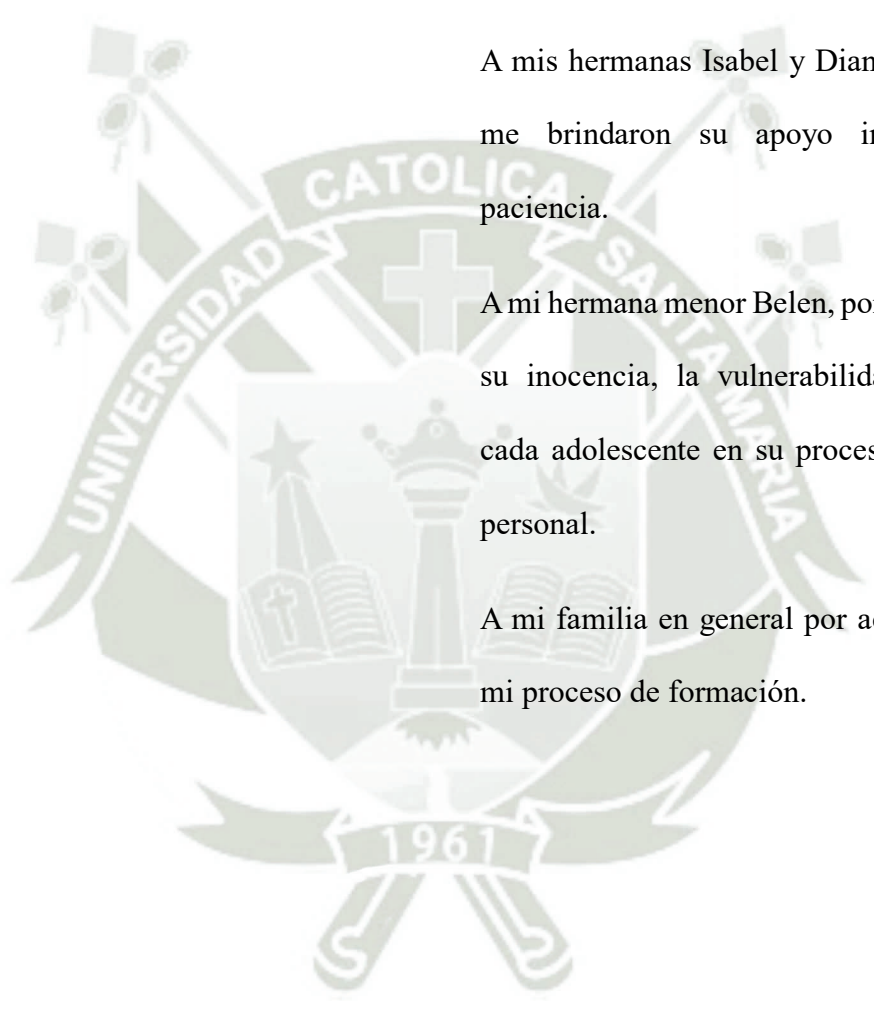 A mis hermanas Isabel y Dian
me brindaron su apoyo in
paciencia.
A mi hermana menor Belen, por
su inocencia, la vulnerabilida
cada adolescente en su proces
personal.
A mi familia en general por ac
mi proceso de formación.
UNIVERSIDAD CATOLICA SANTA MARIA
1961